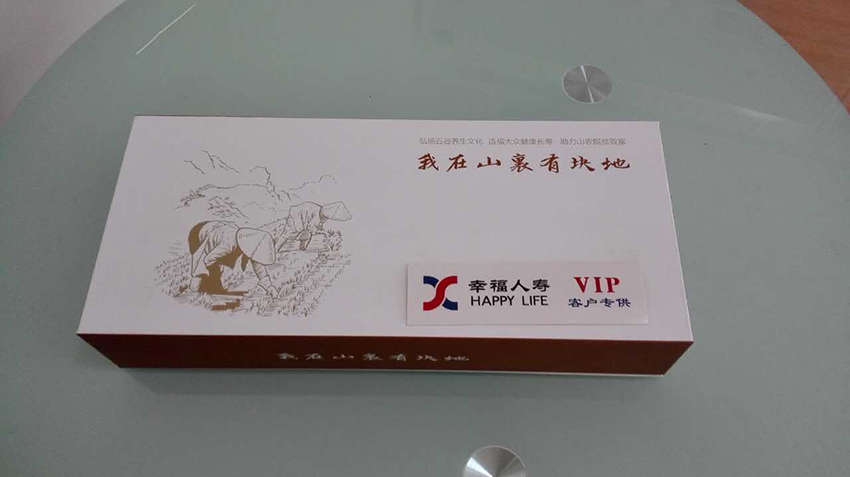 弘扬五谷养生文化 造福大众健康长寿 助力山农脱贫致富
我在山裏有块地
幸福人寿
HAPPY LIFE
VIP
客户专供
我在山裏有块地